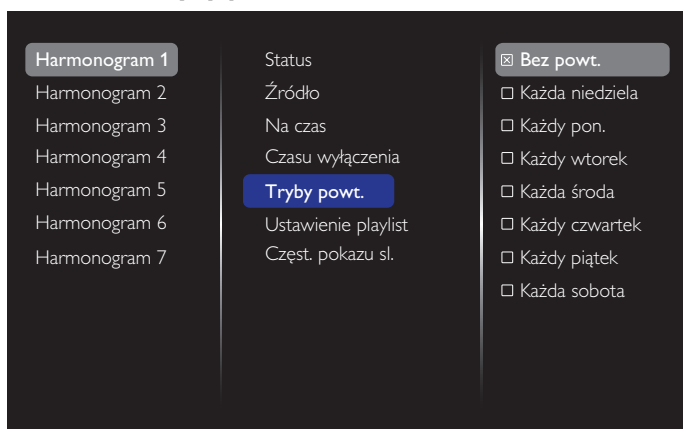 Harmonogram 1
Harmonogram 2
Harmonogram 3
Harmonogram 4
Harmonogram 5
Harmonogram 6
Harmonogram 7
Status
Źródło
Na czas
Czasu wyłączenia
Tryby powt.
Ustawienie playlist
Częst. pokazu sl.
☒ Bez powt.
☐ Każda niedziela
☐ Każdy pon.
☐ Każdy wtorek
☐ Każda środa
☐ Każdy czwartek
☐ Każdy piątek
☐ Każda sobota